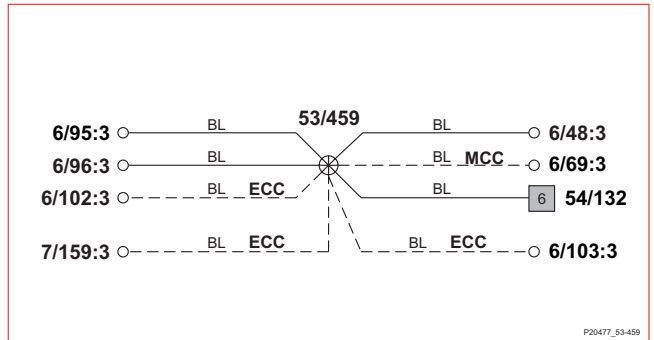 53/459
6/95:3 BL BL 6/48:3
6/96:3 BL BL MCC 6/69:3
6/102:3 BL ECC BL 6 54/132
7/159:3 BL ECC BL ECC 6/103:3
P20477_53-459